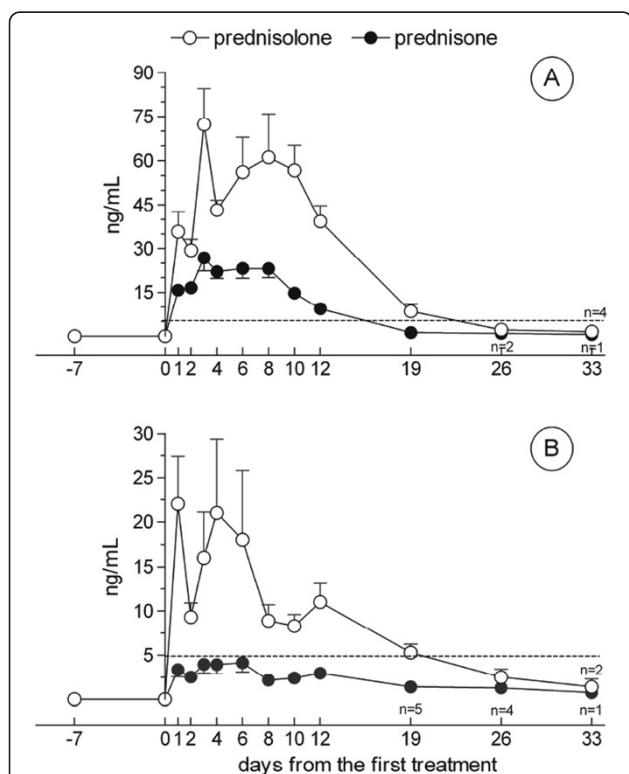 prednisolone prednisone
A
90
75
60
45
30
15
ng/mL
n=4
n=2 n=1
-7 0 1 2 4 6 8 10 12 19 26 33
B
30
25
20
15
10
5
ng/mL
n=2
n=5 n=4 n=1
-7 0 1 2 4 6 8 10 12 19 26 33
days from the first treatment